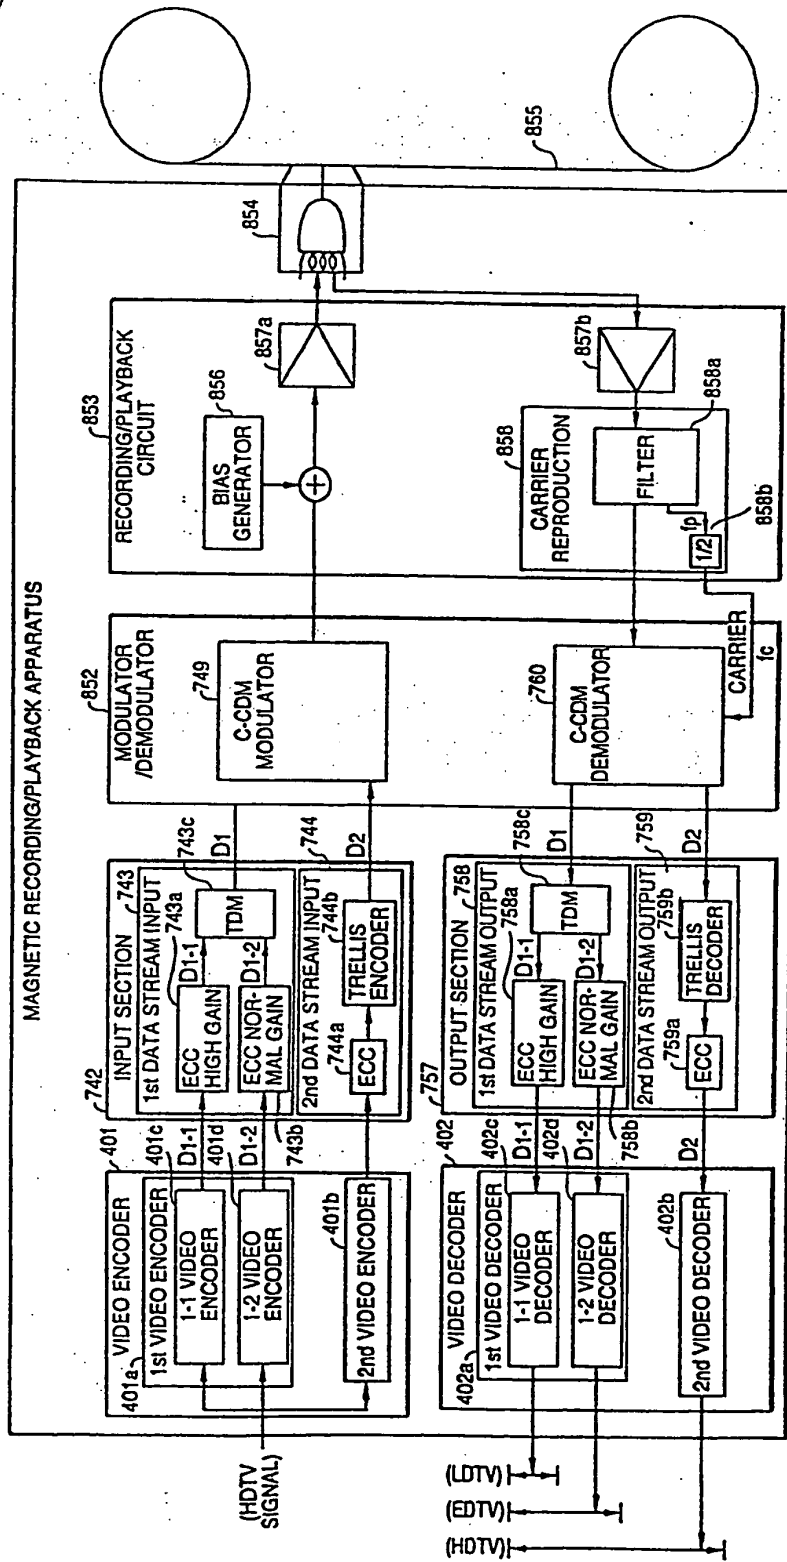 MAGNETIC RECORDING/PLAYBACK APPARATUS
401
VIDEO ENCODER
401a
1st VIDEO ENCODER
401c
1-1 VIDEO
ENCODER
401d
1-2 VIDEO
ENCODER
401b
2nd VIDEO ENCODER
(HDTV
SIGNAL)
D1-1
D1-2
742
INPUT SECTION
743
1st DATA STREAM INPUT
743a
ECC
HIGH GAIN
D1-1
743c
TDM
D1-2
ECC NOR-
MAL GAIN
743b
744
2nd DATA STREAM INPUT
744a
ECC
744b
TRELLIS
ENCODER
D1
D2
852
MODULATOR
/DEMODULATOR
749
C-CDM
MODULATOR
760
C-CDM
DEMODULATOR
CARRIER
fc
853
RECORDING/PLAYBACK
CIRCUIT
856
BIAS
GENERATOR
+
857a
854
855
857b
858
CARRIER
REPRODUCTION
858a
FILTER
fp
1/2
858b
757
OUTPUT SECTION
758
1st DATA STREAM OUTPUT
758a
ECC
HIGH GAIN
D1-1
758c
TDM
D1
D1-2
ECC NOR-
MAL GAIN
758b
759
2nd DATA STREAM OUTPUT
759a
ECC
759b
TRELLIS
DECODER
D2
402
VIDEO DECODER
402a
1st VIDEO DECODER
402c
D1-1
1-1 VIDEO
DECODER
402d
D1-2
1-2 VIDEO
DECODER
402b
D2
2nd VIDEO DECODER
(LDTV)
(EDTV)
(HDTV)